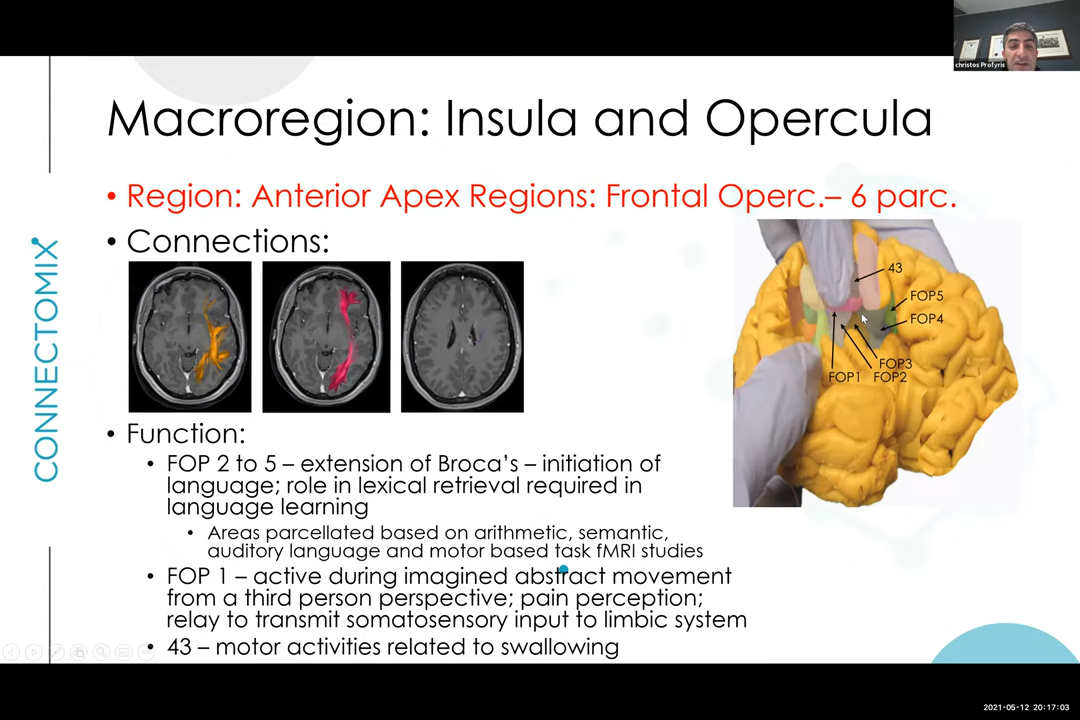 christos Profyris
Macroregion: Insula and Opercula
• Region: Anterior Apex Regions: Frontal Operc.– 6 parc.
• Connections:
CONNECTOMIX
43
FOP5
FOP4
FOP3
FOP1 FOP2
• Function:
• FOP 2 to 5 – extension of Broca's – initiation of
language; role in lexical retrieval required in
language learning
• Areas parcellated based on arithmetic, semantic,
auditory language and motor based task fMRI studies
• FOP 1 – active during imagined abstract movement
from a third person perspective; pain perception;
relay to transmit somatosensory input to limbic system
• 43 – motor activities related to swallowing
2021-05-12 20:17:03